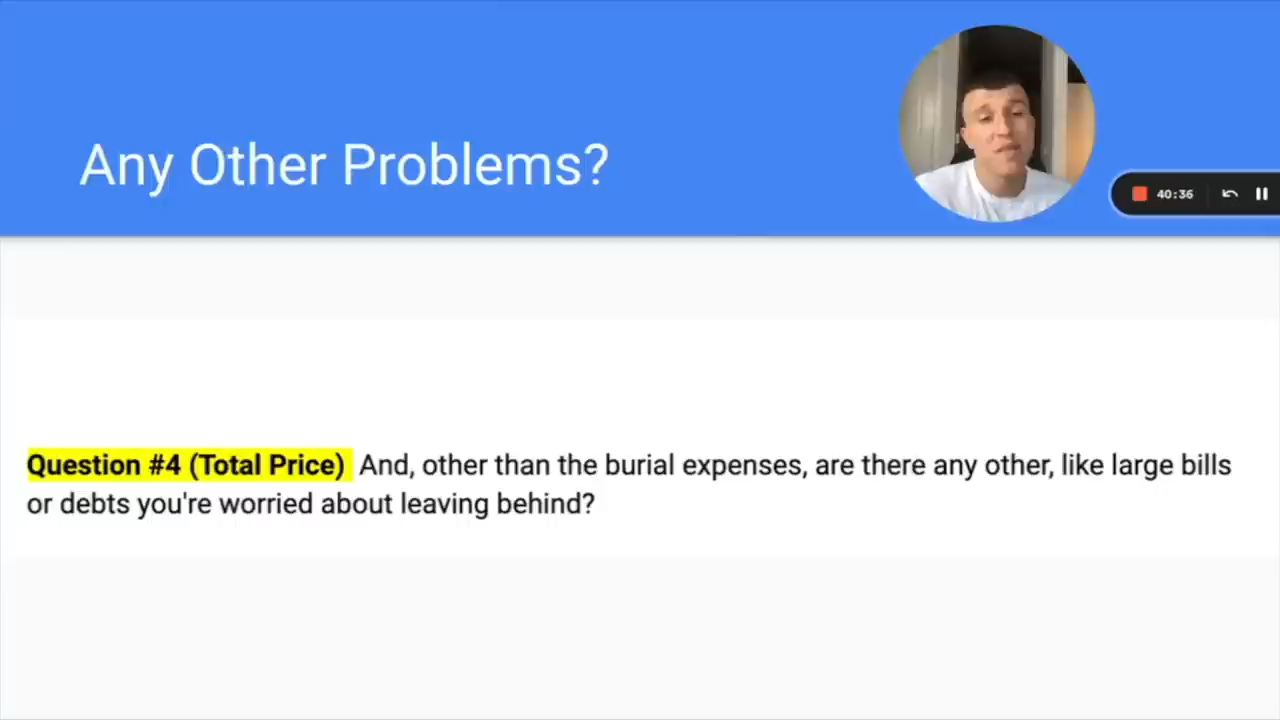 Any Other Problems?
40:36
Question #4 (Total Price) And, other than the burial expenses, are there any other, like large bills
or debts you're worried about leaving behind?